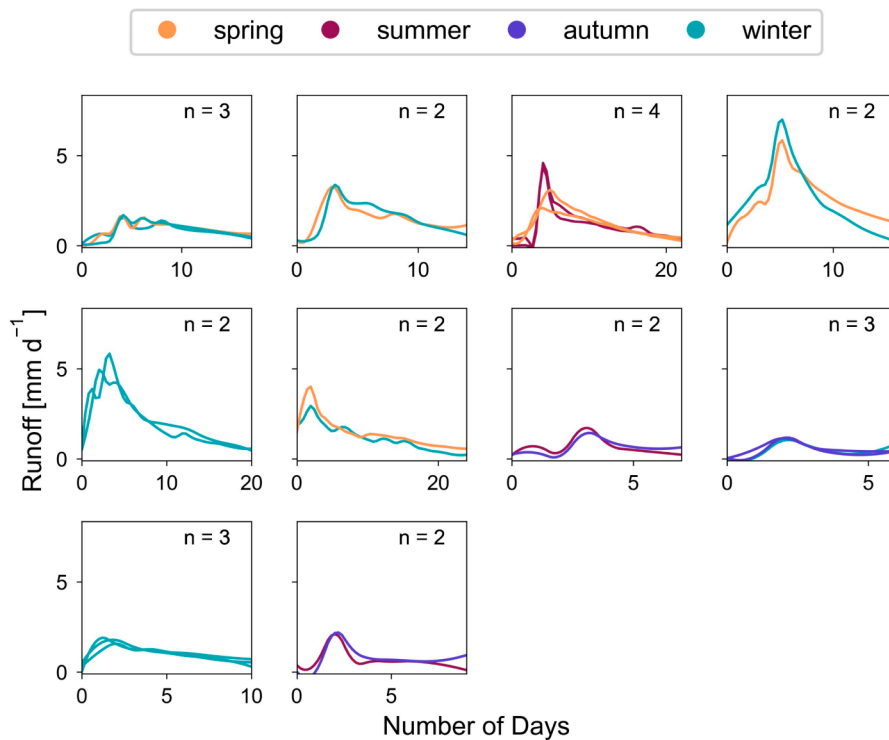 spring summer autumn winter
n = 3 n = 2 n = 4 n = 2
5
0
0 10 0 10 0 20 0 10
n = 2 n = 2 n = 2 n = 3
5
0
0 5 10 15 20 0 20 0 5 0 5
n = 3 n = 2
5
0
0 5 10 0 5
Runoff [mm d⁻¹]
Number of Days